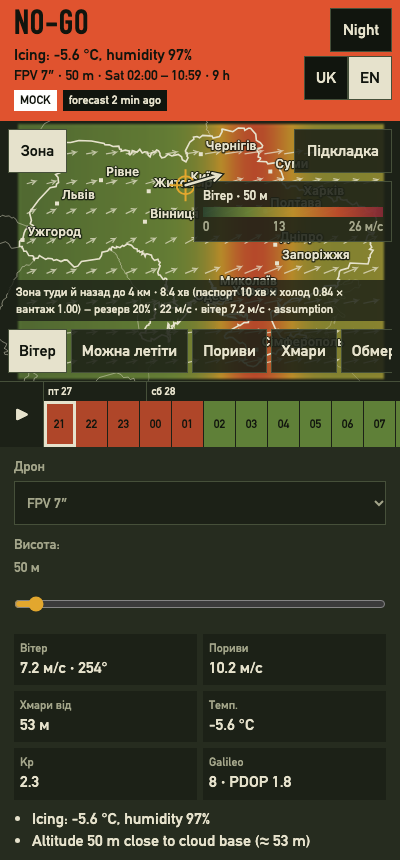 NO-GO
Night
Icing: -5.6 °C, humidity 97%
FPV 7″ · 50 m · Sat 02:00 – 10:59 · 9 h
UK
EN
MOCK
forecast 2 min ago
Зона
Підкладка
Чернігів
Суми
Рівне
Київ
Львів
Харків
Полтава
Вінниця
Ужгород
Вітер · 50 м
0
13
26 м/с
Дніпро
Запоріжжя
Миколаїв
Зона туди й назад до 4 км · 8.4 хв (паспорт 10 хв × холод 0.84 ×
вантаж 1.00) – резерв 20% · 22 м/с · вітер 7.2 м/с · assumption
Вітер
Можна летіти
Пориви
Хмари
Обмер
пт 27
сб 28
21
22
23
00
01
02
03
04
05
06
07
Дрон
FPV 7″
Висота:
50 м
Вітер
7.2 м/с · 254°
Пориви
10.2 м/с
Хмари від
53 м
Темп.
-5.6 °C
Kp
2.3
Galileo
8 · PDOP 1.8
• Icing: -5.6 °C, humidity 97%
• Altitude 50 m close to cloud base (≈ 53 m)